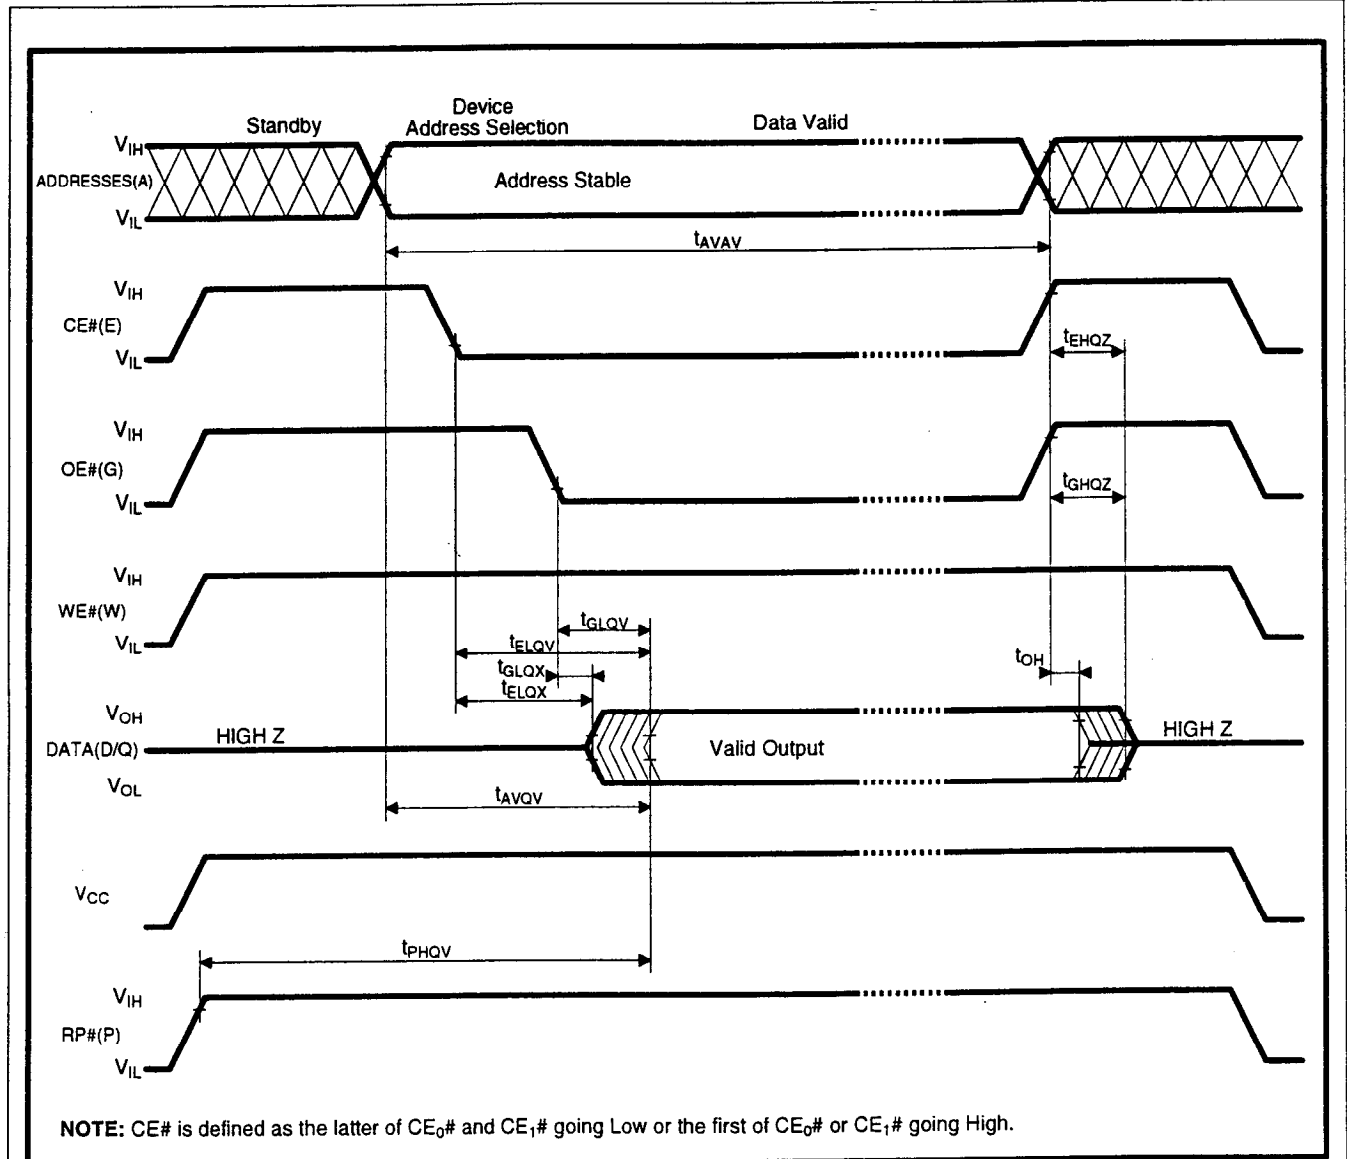 Device
Standby Address Selection Data Valid
VIH
ADDRESSES(A) Address Stable
VIL
tAVAV
VIH
CE#(E)
tEHQZ
VIL
VIH
OE#(G)
tGHQZ
VIL
VIH
WE#(W)
tGLQV
VIL
tELQV
tGLQX tOH
tELQX
VOH
HIGH Z HIGH Z
DATA(D/Q) Valid Output
VOL
tAVQV
VCC
tPHQV
VIH
RP#(P)
VIL
NOTE: CE# is defined as the latter of CE0# and CE1# going Low or the first of CE0# or CE1# going High.